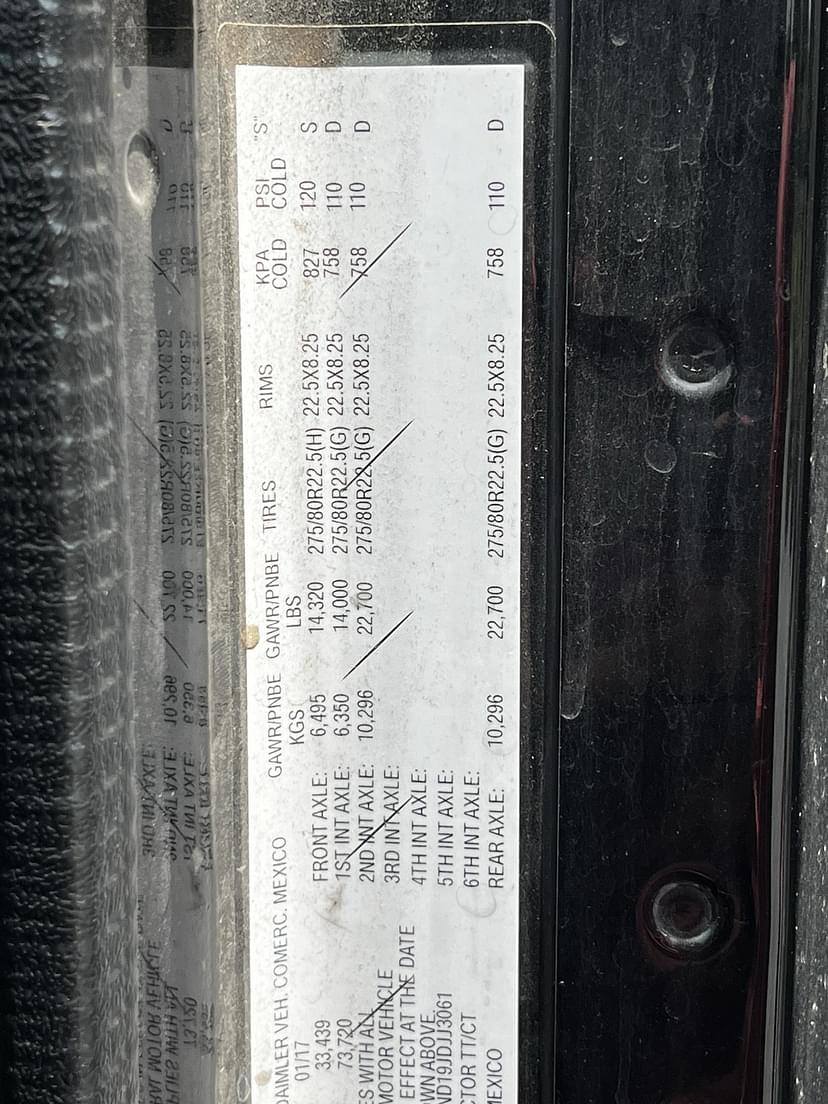 DAIMLER VEH. COMERC. MEXICO GAWR/PNBE GAWR/PNBE TIRES RIMS KPA PSI "S"
01/17 KGS LBS COLD COLD
33,439 FRONT AXLE: 6,495 14,320 275/80R22.5(H) 22.5X8.25 827 120 S
73,720 1ST INT AXLE: 6,350 14,000 275/80R22.5(G) 22.5X8.25 758 110 D
ES WITH ALL 2ND INT AXLE: 10,296 22,700 275/80R22.5(G) 22.5X8.25 758 110 D
MOTOR VEHICLE 3RD INT AXLE:
EFFECT AT THE DATE 4TH INT AXLE:
WN ABOVE 5TH INT AXLE:
ND19JDJJ3061 6TH INT AXLE:
CTOR TT/CT REAR AXLE: 10,296 22,700 275/80R22.5(G) 22.5X8.25 758 110 D
MEXICO